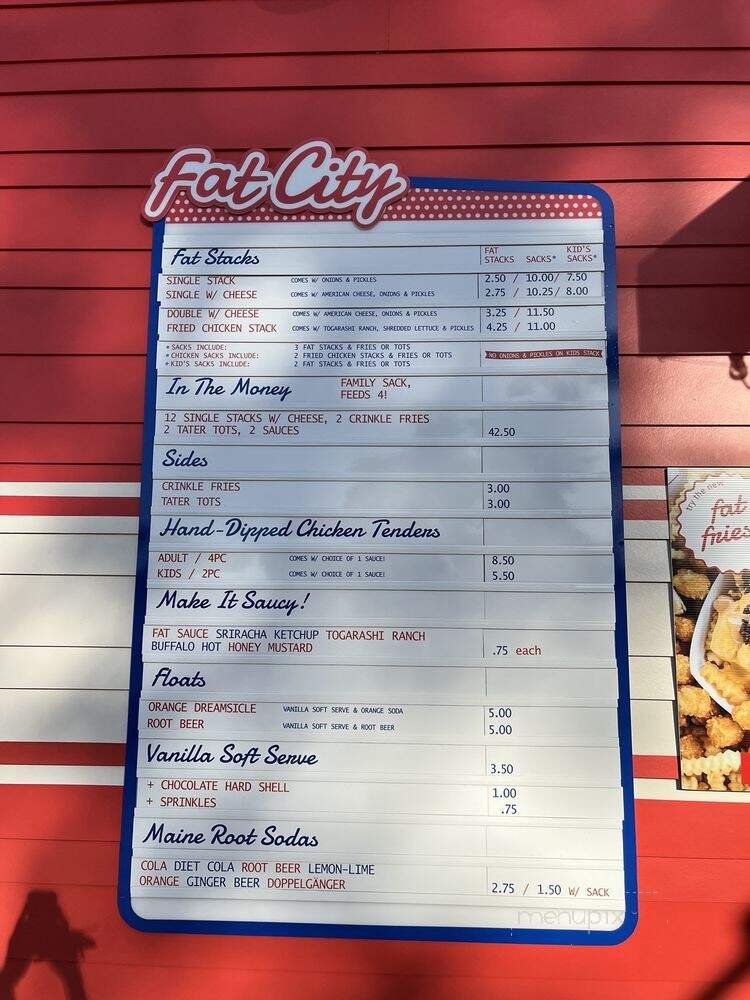 Fat City
Fat Stacks FAT STACKS SACKS* KID'S SACKS*
SINGLE STACK COMES W/ ONIONS & PICKLES 2.50 / 10.00/ 7.50
SINGLE W/ CHEESE COMES W/ AMERICAN CHEESE, ONIONS & PICKLES 2.75 / 10.25/ 8.00
DOUBLE W/ CHEESE COMES W/ AMERICAN CHEESE, ONIONS & PICKLES 3.25 / 11.50
FRIED CHICKEN STACK COMES W/ TOGARASHI RANCH, SHREDDED LETTUCE & PICKLES 4.25 / 11.00
*SACKS INCLUDE: 3 FAT STACKS & FRIES OR TOTS
*CHICKEN SACKS INCLUDE: 2 FRIED CHICKEN STACKS & FRIES OR TOTS NO ONIONS & PICKLES ON KIDS STACK
*KID'S SACKS INCLUDE: 2 FAT STACKS & FRIES OR TOTS
In The Money FAMILY SACK,
FEEDS 4!
12 SINGLE STACKS W/ CHEESE, 2 CRINKLE FRIES
2 TATER TOTS, 2 SAUCES 42.50
Sides
CRINKLE FRIES 3.00
TATER TOTS 3.00
Hand-Dipped Chicken Tenders
ADULT / 4PC COMES W/ CHOICE OF 1 SAUCE! 8.50
KIDS / 2PC COMES W/ CHOICE OF 1 SAUCE! 5.50
Make It Saucy!
FAT SAUCE SRIRACHA KETCHUP TOGARASHI RANCH
BUFFALO HOT HONEY MUSTARD .75 each
Floats
ORANGE DREAMSICLE VANILLA SOFT SERVE & ORANGE SODA 5.00
ROOT BEER VANILLA SOFT SERVE & ROOT BEER 5.00
Vanilla Soft Serve 3.50
+ CHOCOLATE HARD SHELL 1.00
+ SPRINKLES .75
Maine Root Sodas
COLA DIET COLA ROOT BEER LEMON-LIME
ORANGE GINGER BEER DOPPELGÄNGER 2.75 / 1.50 W/ SACK
menupix
try the new
fat
fries